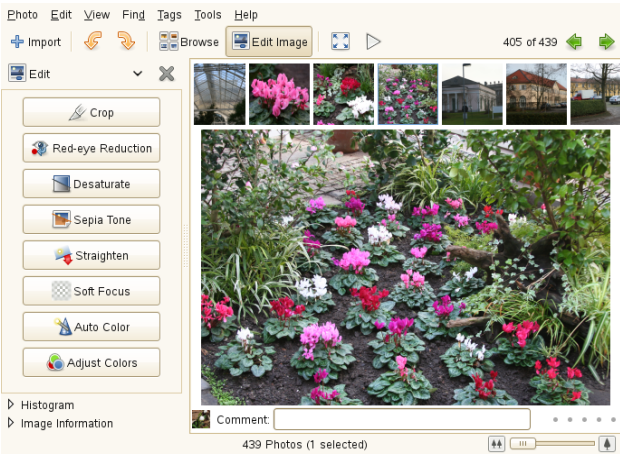 Photo Edit View Find Tags Tools Help
Import Browse Edit Image 405 of 439
Edit
Crop
Red-eye Reduction
Desaturate
Sepia Tone
Straighten
Soft Focus
Auto Color
Adjust Colors
Histogram
Image Information
Comment:
439 Photos (1 selected)